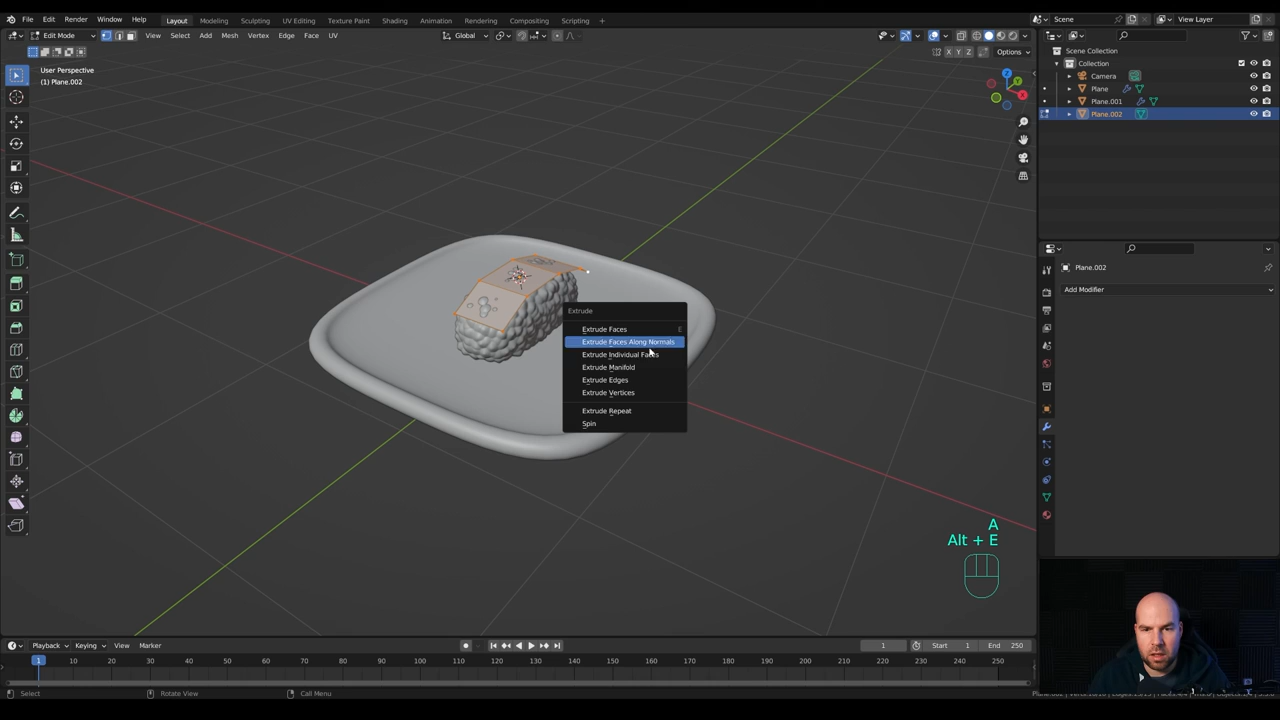 File Edit Render Window Help Layout Modeling Sculpting UV Editing Texture Paint Shading Animation Rendering Compositing Scripting + Scene View Layer
Edit Mode View Select Add Mesh Vertex Edge Face UV Global
X Y Z Options
User Perspective
(1) Plane.002
Scene Collection
Collection
Camera
Plane
Plane.001
Plane.002
Plane.002
Add Modifier
Extrude
Extrude Faces E
Extrude Faces Along Normals
Extrude Individual Faces
Extrude Manifold
Extrude Edges
Extrude Vertices
Extrude Repeat
Spin
A
Alt + E
Z
X
Y
Playback Keying View Marker 1 Start 1 End 250
1 10 20 30 40 50 60 70 80 90 100 110 120 130 140 150 160 170 180 190 200 210 220 230 240 250
Select Rotate View Call Menu